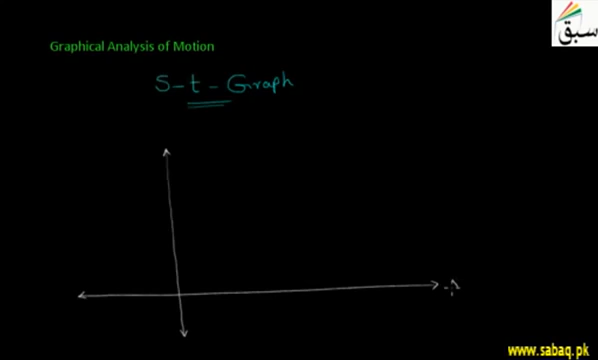 سبق
Graphical Analysis of Motion
S-t-Graph
www.sabaq.pk